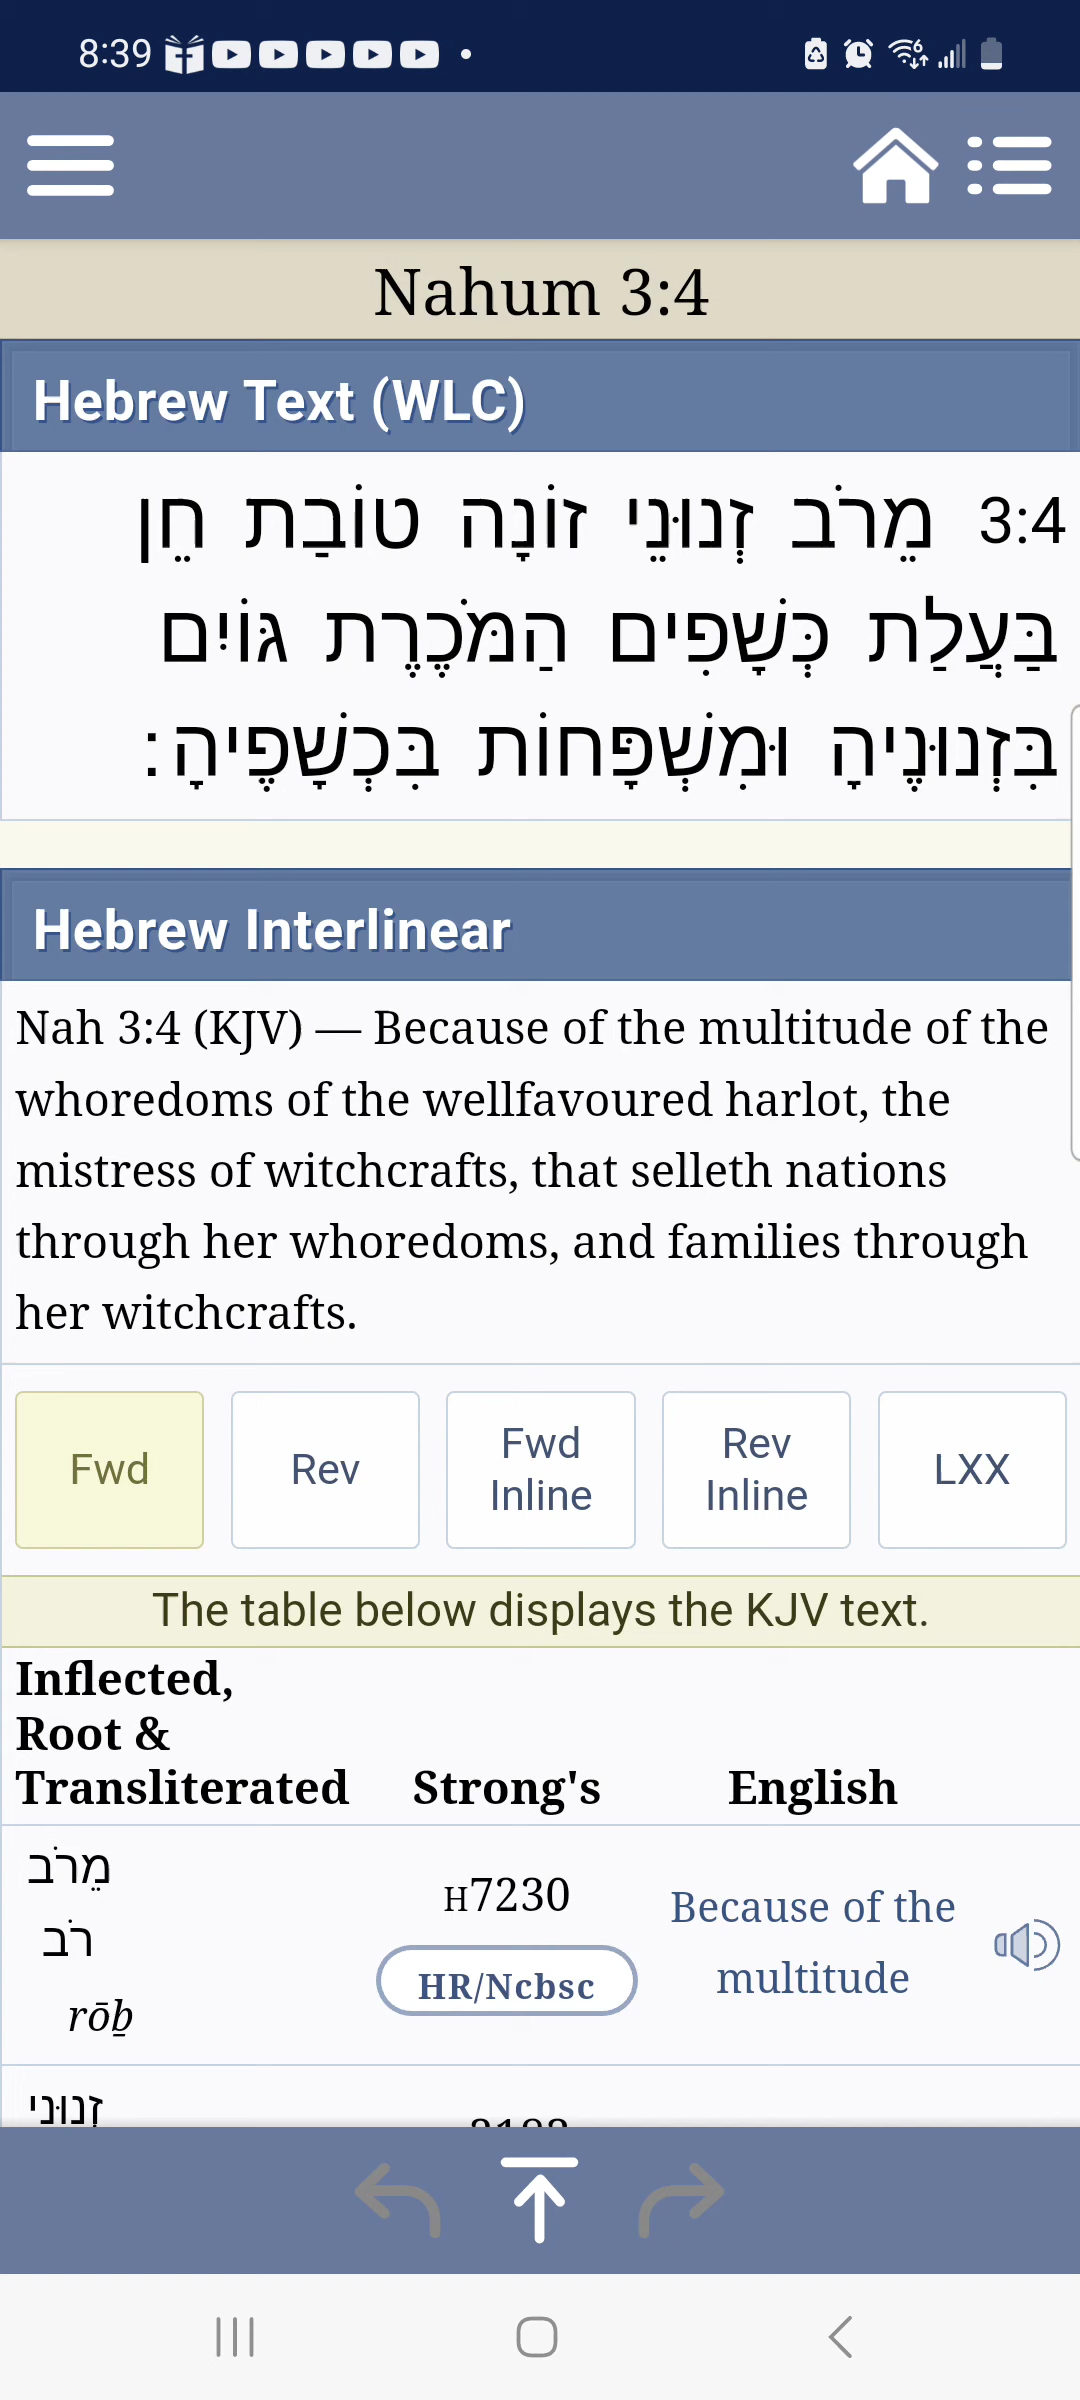 8:39
Nahum 3:4
Hebrew Text (WLC)
3:4 מֵרֹב זְנוּנֵי זוֹנָה טוֹבַת חֵן
בַּעֲלַת כְּשָׁפִים הַמֹּכֶרֶת גּוֹיִם
בִּזְנוּנֶיהָ וּמִשְׁפָּחוֹת בִּכְשָׁפֶיהָ׃
Hebrew Interlinear
Nah 3:4 (KJV) — Because of the multitude of the
whoredoms of the wellfavoured harlot, the
mistress of witchcrafts, that selleth nations
through her whoredoms, and families through
her witchcrafts.
Fwd Rev Fwd Inline Rev Inline LXX
The table below displays the KJV text.
Inflected,
Root &
Transliterated Strong's English
מֵרֹב
רֹב
rōḇ
H7230
HR/Ncbsc
Because of the
multitude
זְנוּנֵי